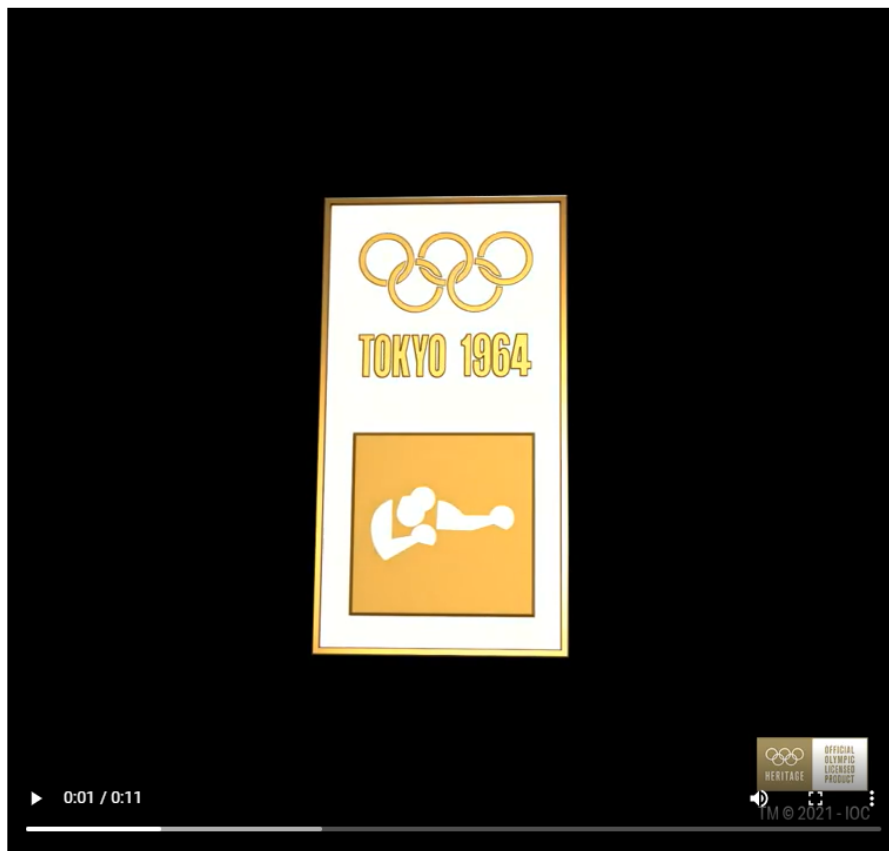 TOKYO 1964
HERITAGE
OFFICIAL
OLYMPIC
LICENSED
PRODUCT
0:01 / 0:11
TM © 2021 - IOC